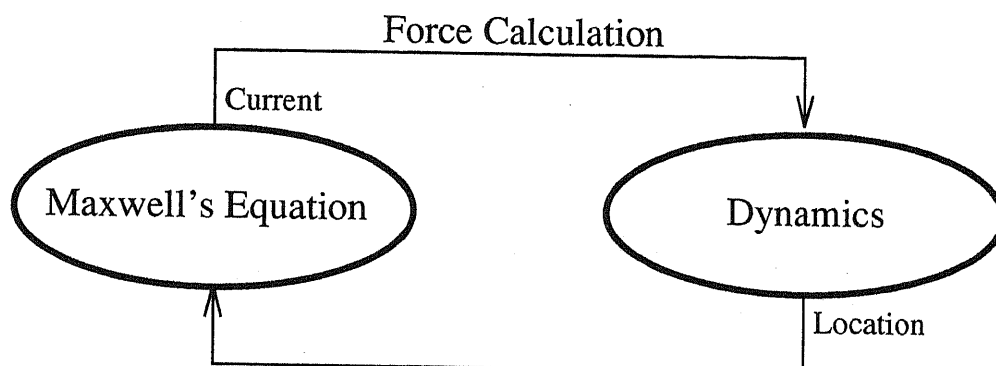 Force Calculation
Current
Maxwell's Equation
Dynamics
Location